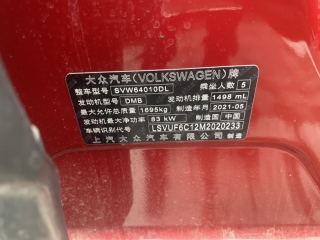 大众汽车(VOLKSWAGEN)牌
整车型号 SVW64010DL 乘坐人数 5
发动机型号 DMB 发动机排量 1498 mL
最大允许总质量 1695kg 制造年月 2021-05
发动机最大净功率 83 kW 制造国 中国
车辆识别代号 LSVUF6C12M2020233
上汽大众汽车有限公司 制造